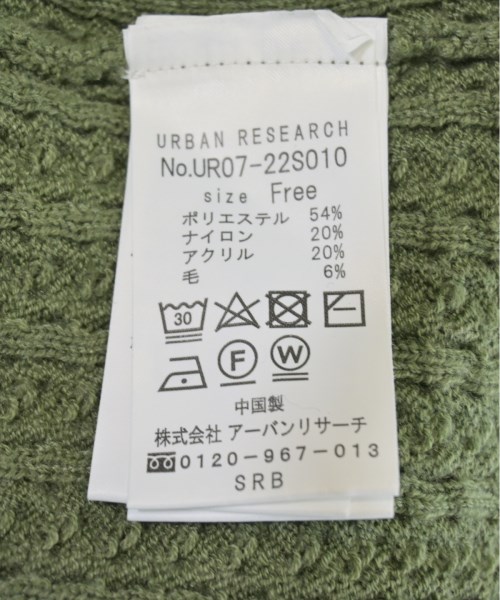 URBAN RESEARCH
No.UR07-22S010
size Free
ポリエステル 54%
ナイロン 20%
アクリル 20%
毛 6%
30
F W
中国製
株式会社 アーバンリサーチ
0120-967-013
SRB